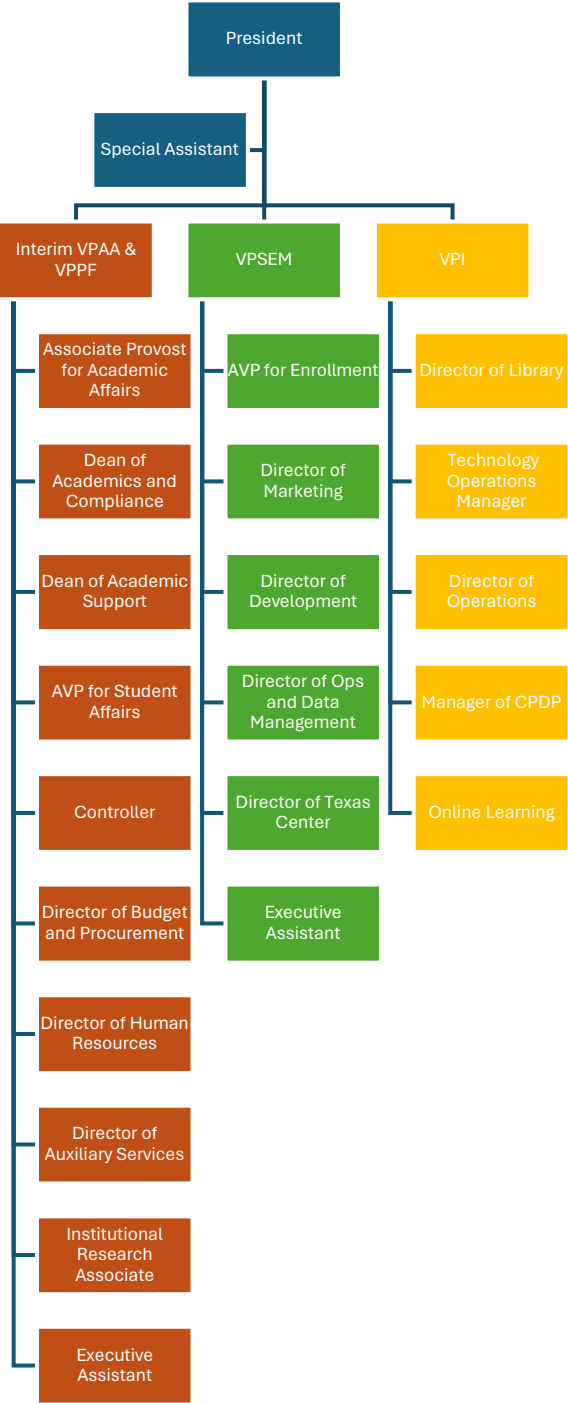 President
Special Assistant
Interim VPAA &
VPPF
Associate Provost
for Academic
Affairs
Dean of
Academics and
Compliance
Dean of Academic
Support
AVP for Student
Affairs
Controller
Director of Budget
and Procurement
Director of Human
Resources
Director of
Auxiliary Services
Institutional
Research
Associate
Executive
Assistant
VPSEM
AVP for Enrollment
Director of
Marketing
Director of
Development
Director of Ops
and Data
Management
Director of Texas
Center
Executive
Assistant
VPI
Director of Library
Technology
Operations
Manager
Director of
Operations
Manager of CPDP
Online Learning